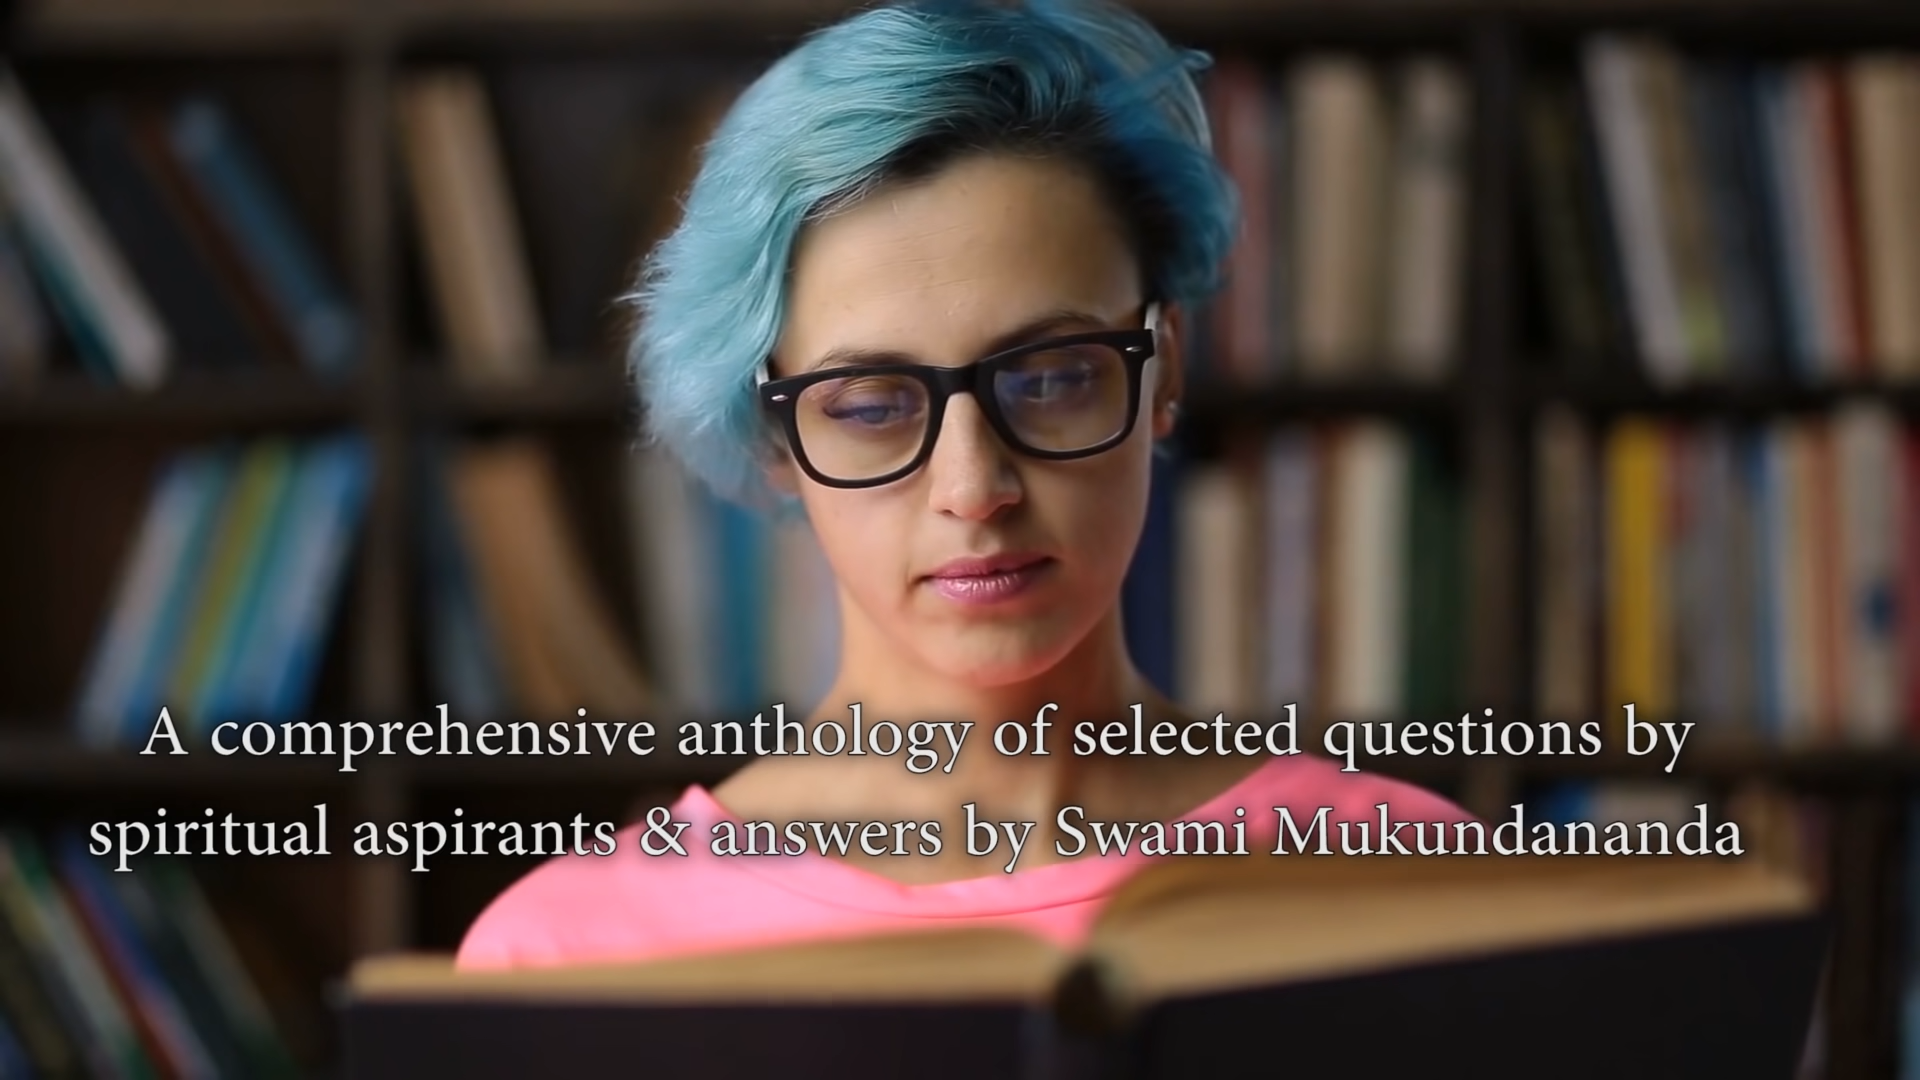 A comprehensive anthology of selected questions by
spiritual aspirants & answers by Swami Mukundananda